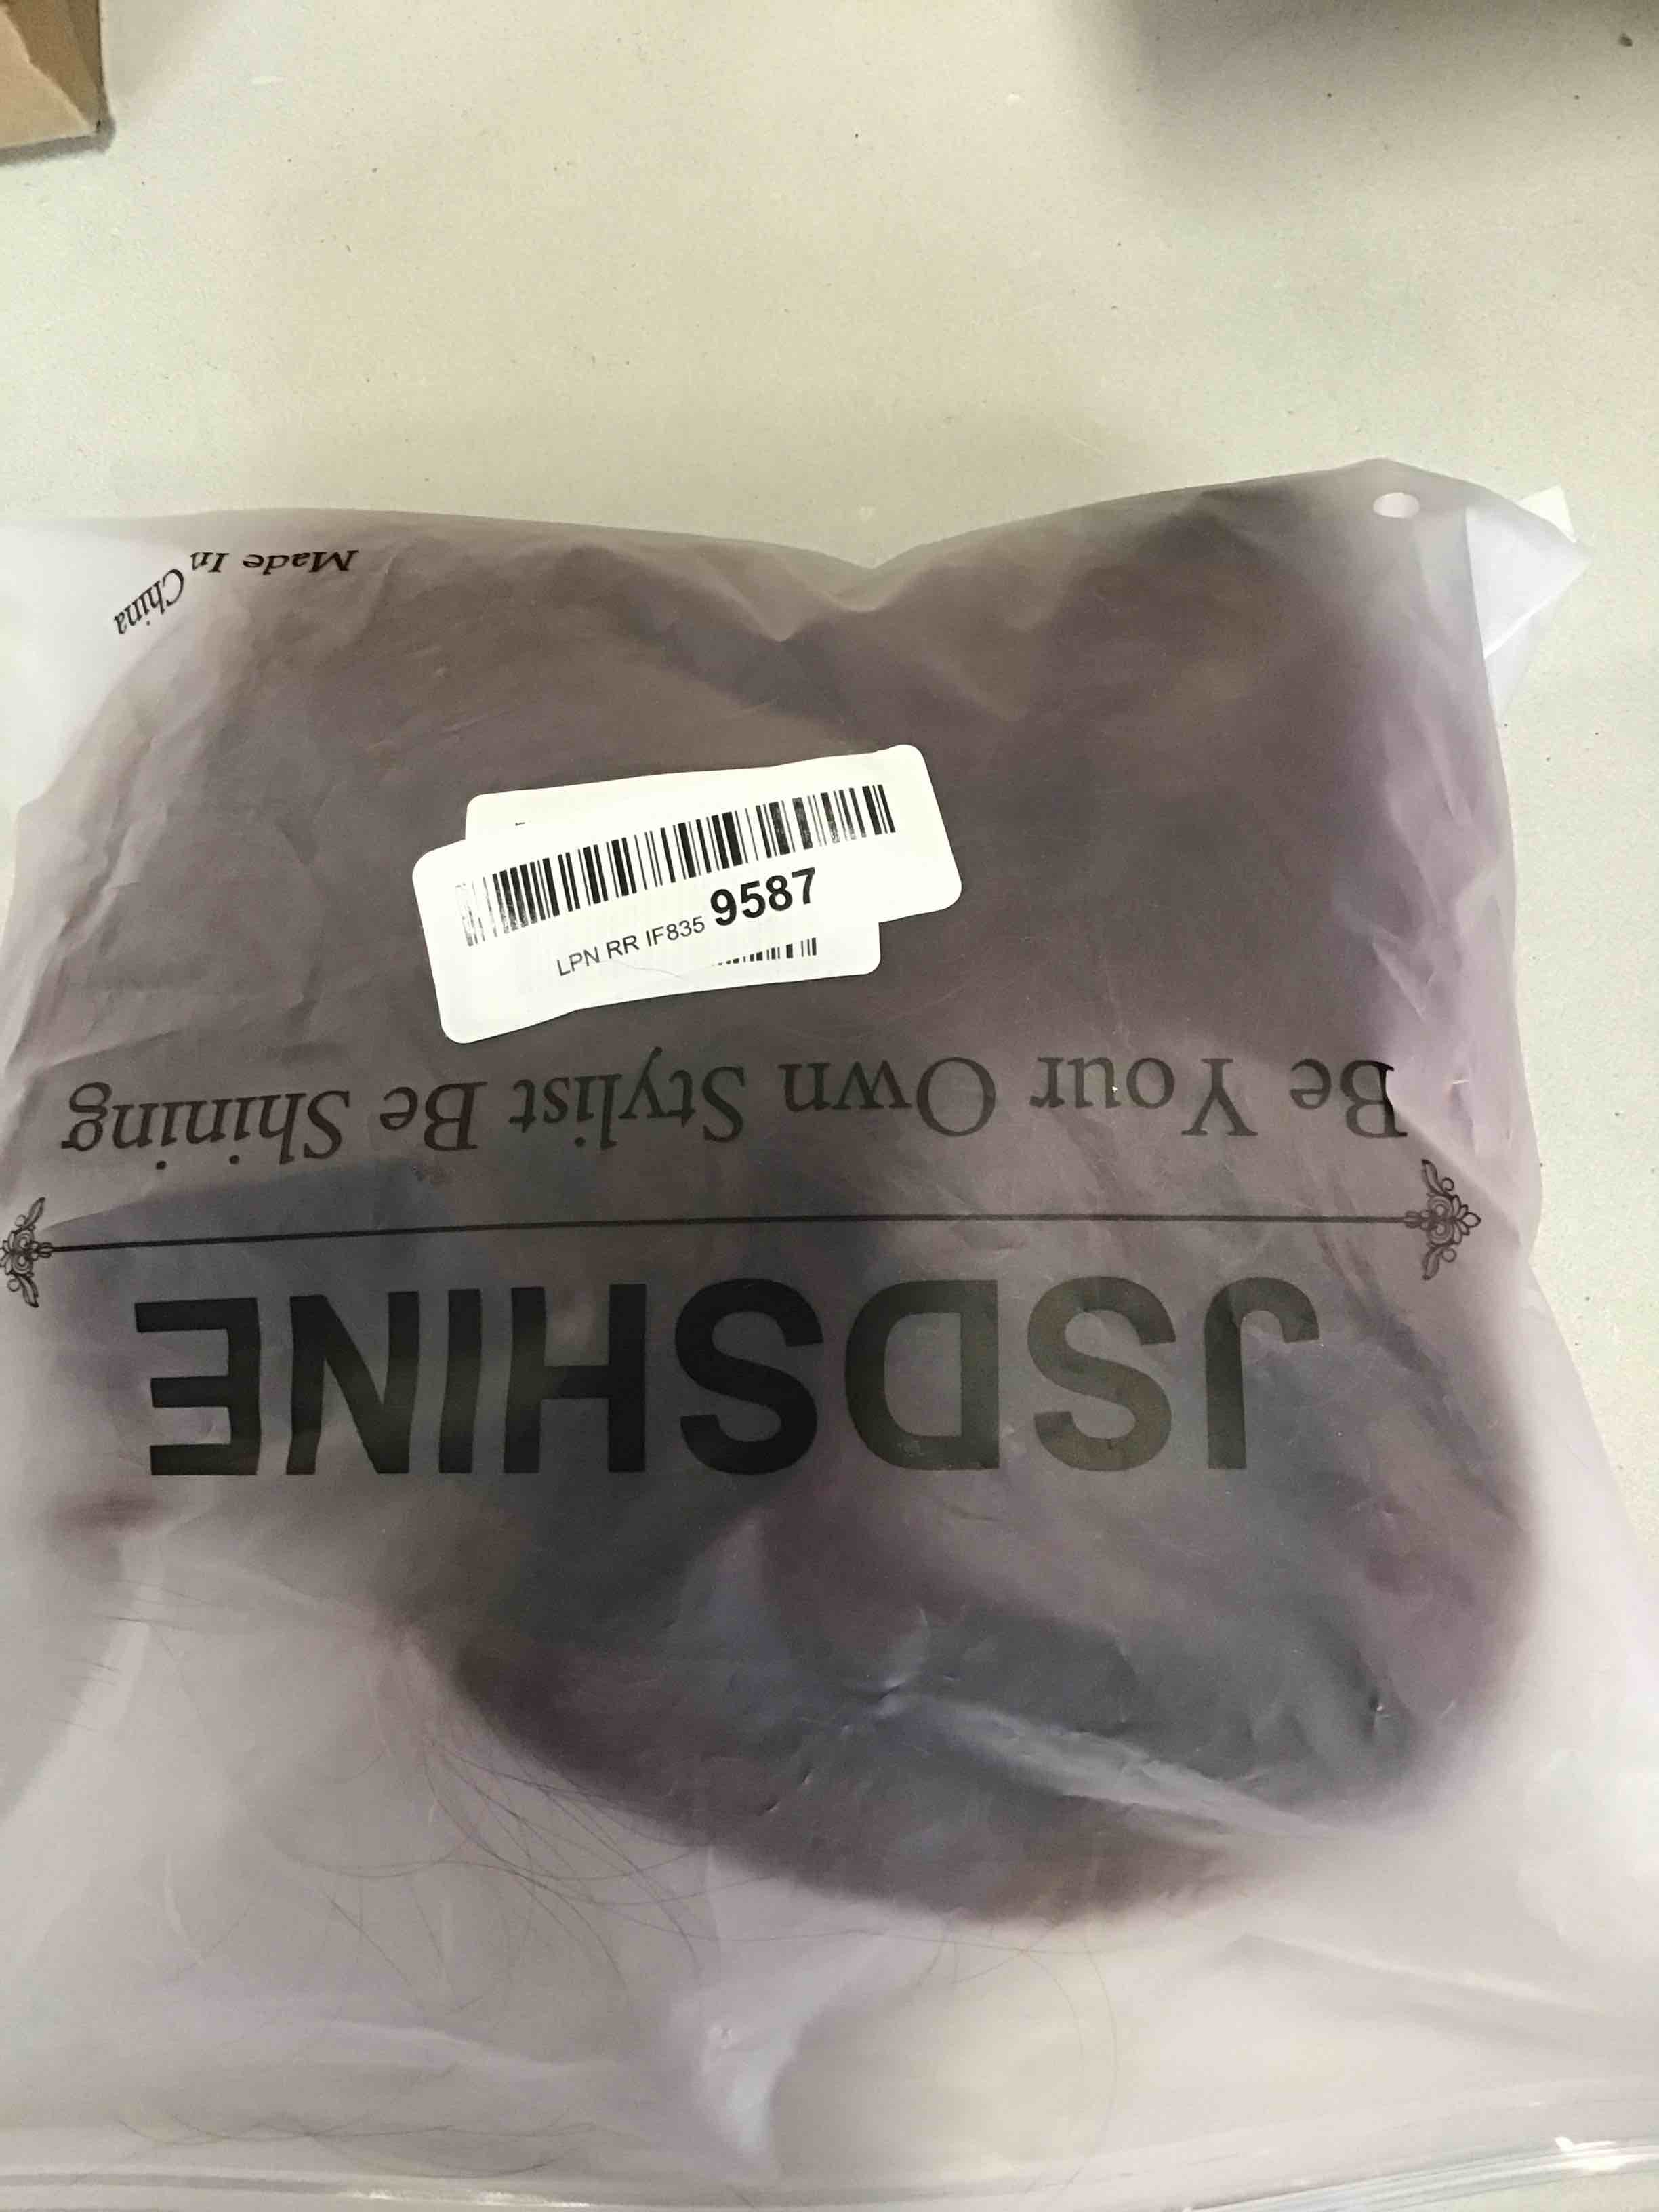 JSDSHINE
Be Your Own Stylist Be Shining
LPN RR IF835 9587
Made In China